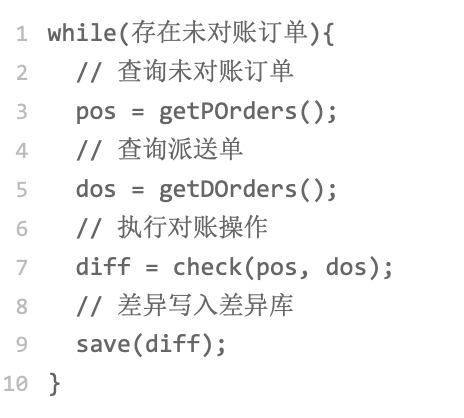 1 while(存在未对账订单){
2   // 查询未对账订单
3   pos = getPOrders();
4   // 查询派送单
5   dos = getDOrders();
6   // 执行对账操作
7   diff = check(pos, dos);
8   // 差异写入差异库
9   save(diff);
10 }